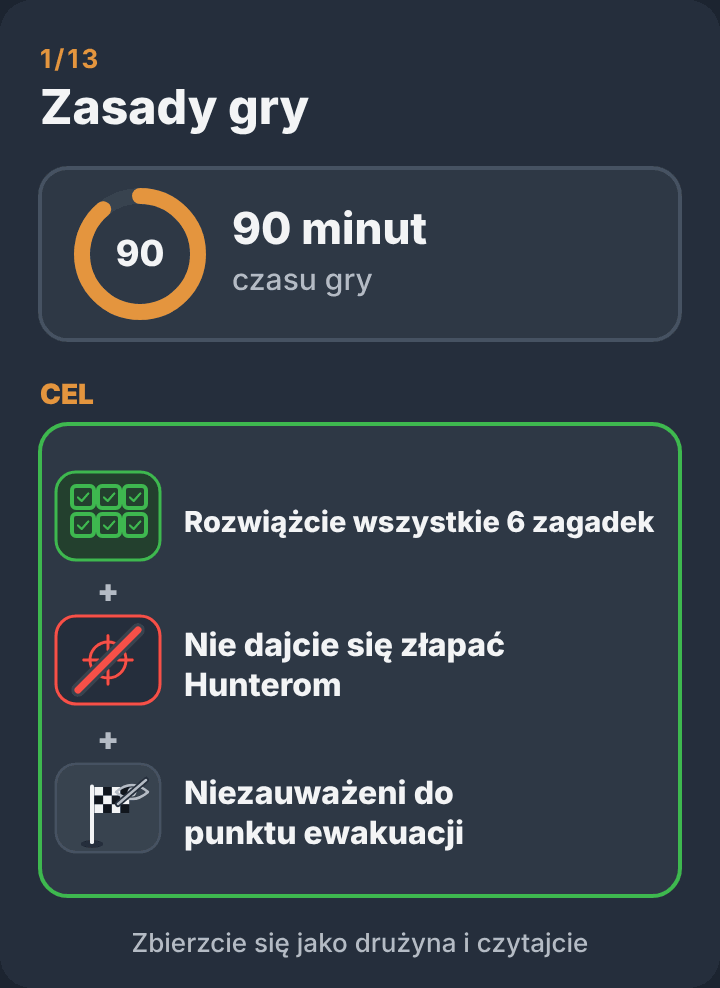 1/13
Zasady gry
90
90 minut
czasu gry
CEL
Rozwiążcie wszystkie 6 zagadek
+
Nie dajcie się złapać
Hunterom
+
Niezauważeni do
punktu ewakuacji
Zbierzcie się jako drużyna i czytajcie